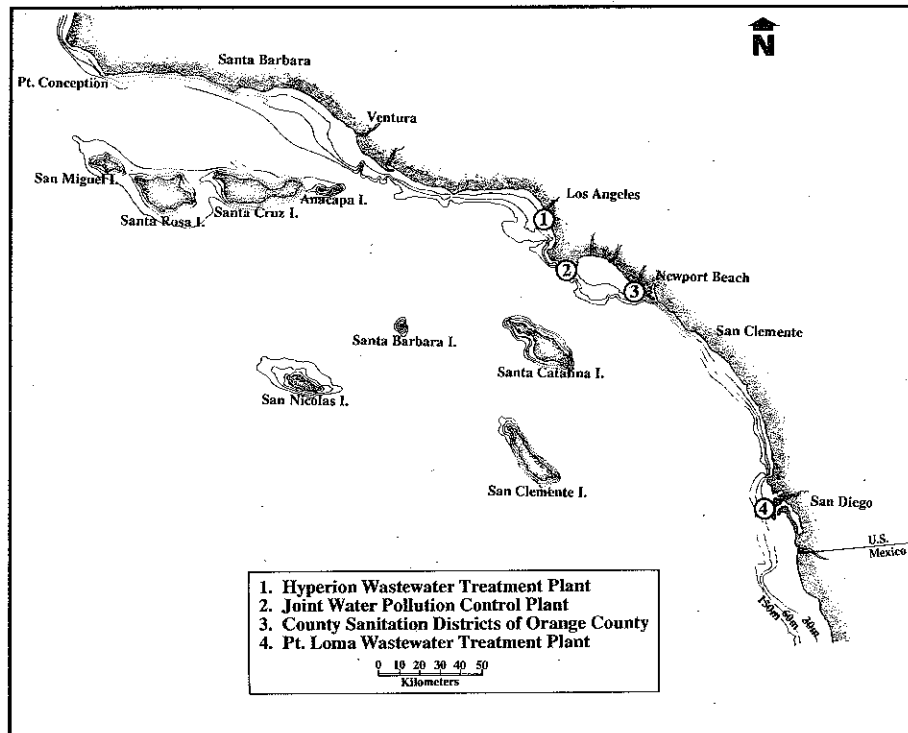 N
Santa Barbara
Pt. Conception
Ventura
San Miguel I.
Santa Rosa I.
Santa Cruz I.
Anacapa I.
Los Angeles
1
2
Newport Beach
3
San Clemente
Santa Barbara I.
Santa Catalina I.
San Nicolas I.
San Clemente I.
San Diego
4
U.S.
Mexico
150m
60m
30m
1. Hyperion Wastewater Treatment Plant
2. Joint Water Pollution Control Plant
3. County Sanitation Districts of Orange County
4. Pt. Loma Wastewater Treatment Plant
0 10 20 30 40 50
Kilometers